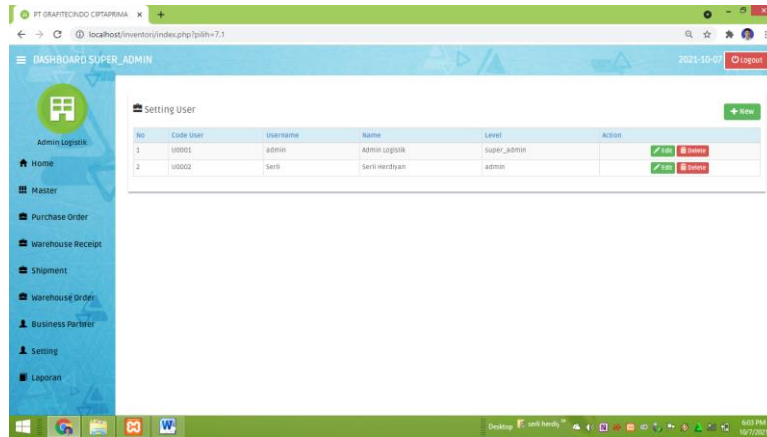 PT GRAFITECINDO CIPTAPRIMA
localhost/inventori/index.php?pilih=7.1
DASHBOARD SUPER_ADMIN
2021-10-07
Logout
Admin Logistik
Home
Master
Purchase Order
Warehouse Receipt
Shipment
Warehouse Order
Business Partner
Setting
Laporan
Setting User
New
No Code User Username Name Level Action
1 U0001 admin Admin Logistik super_admin Edit Delete
2 U0002 Serli Serli Herdiyan admin Edit Delete
Desktop
6:03 PM
10/7/2021